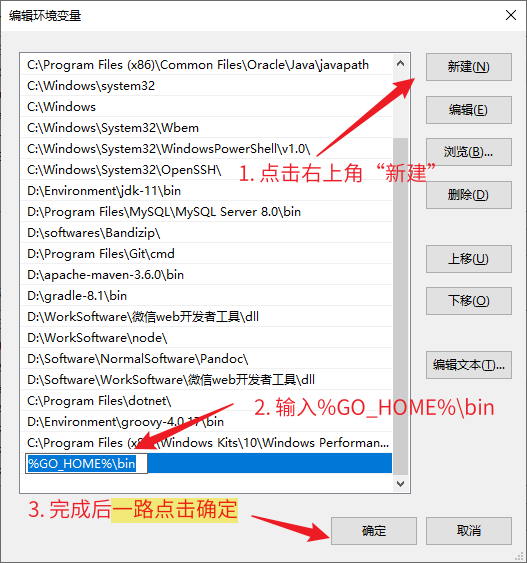 编辑环境变量
C:\Program Files (x86)\Common Files\Oracle\Java\javapath
新建(N)
C:\Windows\system32
C:\Windows
编辑(E)
C:\Windows\System32\Wbem
C:\Windows\System32\WindowsPowerShell\v1.0\
浏览(B)...
C:\Windows\System32\OpenSSH\
1. 点击右上角“新建”
D:\Environment\jdk-11\bin
删除(D)
D:\Program Files\MySQL\MySQL Server 8.0\bin
D:\softwares\Bandizip\
D:\Program Files\Git\cmd
上移(U)
D:\apache-maven-3.6.0\bin
D:\gradle-8.1\bin
下移(O)
D:\WorkSoftware\微信web开发者工具\dll
D:\WorkSoftware\node\
D:\Software\NormalSoftware\Pandoc\
编辑文本(T)...
D:\Software\WorkSoftware\微信web开发者工具\dll
C:\Program Files\dotnet\
2. 输入%GO_HOME%\bin
D:\Environment\groovy-4.0.17\bin
C:\Program Files (x86)\Windows Kits\10\Windows Performan...
%GO_HOME%\bin
3. 完成后一路点击确定
确定
取消